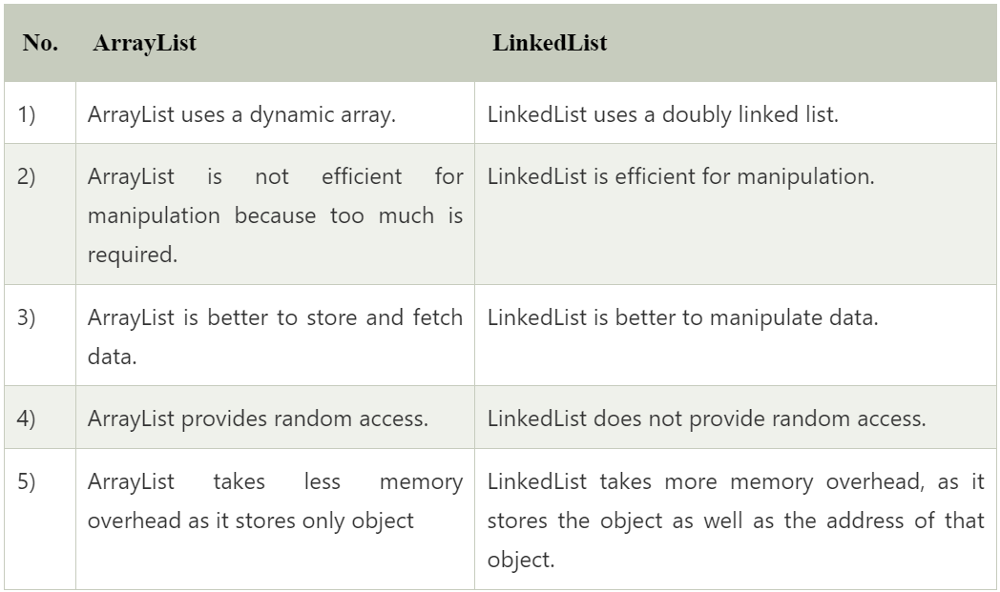 No. ArrayList LinkedList
1) ArrayList uses a dynamic array. LinkedList uses a doubly linked list.
2) ArrayList is not efficient for LinkedList is efficient for manipulation.
manipulation because too much is
required.
3) ArrayList is better to store and fetch LinkedList is better to manipulate data.
data.
4) ArrayList provides random access. LinkedList does not provide random access.
5) ArrayList takes less memory LinkedList takes more memory overhead, as it
overhead as it stores only object stores the object as well as the address of that
object.